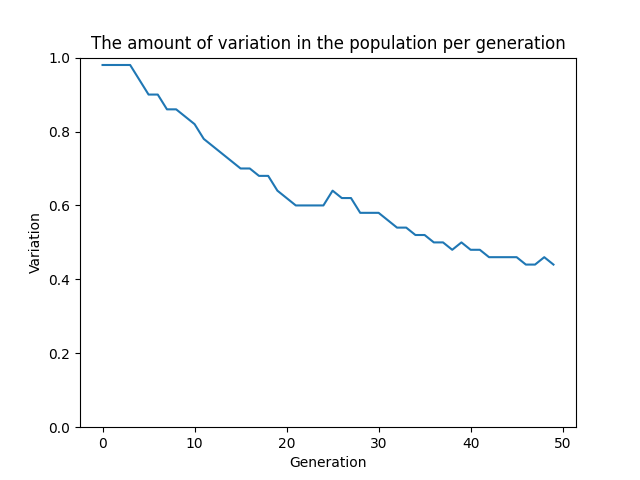 The amount of variation in the population per generation
1.0
0.8
0.6
0.4
0.2
0.0
Variation
0 10 20 30 40 50
Generation